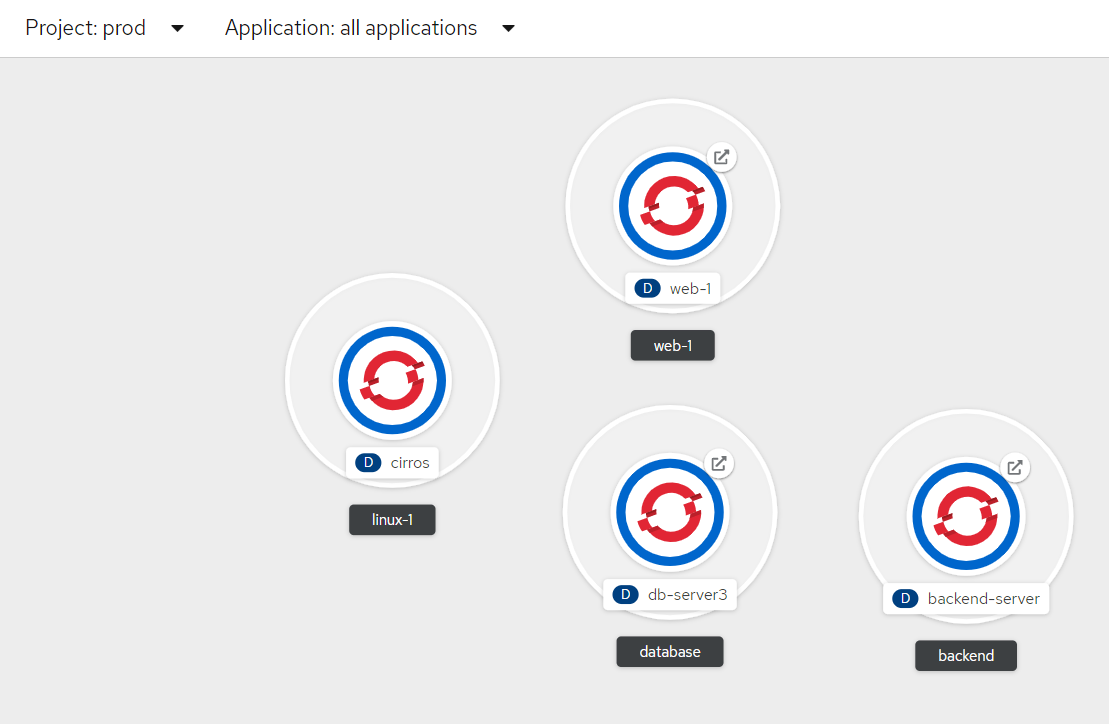 Project: prod Application: all applications
D web-1
web-1
D cirros
linux-1
D db-server3
database
D backend-server
backend